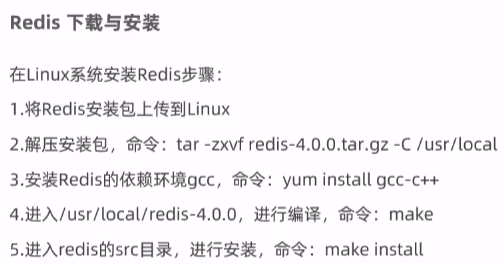 Redis 下载与安装
在Linux系统安装Redis步骤：
1.将Redis安装包上传到Linux
2.解压安装包，命令：tar -zxvf redis-4.0.0.tar.gz -C /usr/local
3.安装Redis的依赖环境gcc，命令：yum install gcc-c++
4.进入/usr/local/redis-4.0.0，进行编译，命令：make
5.进入redis的src目录，进行安装，命令：make install